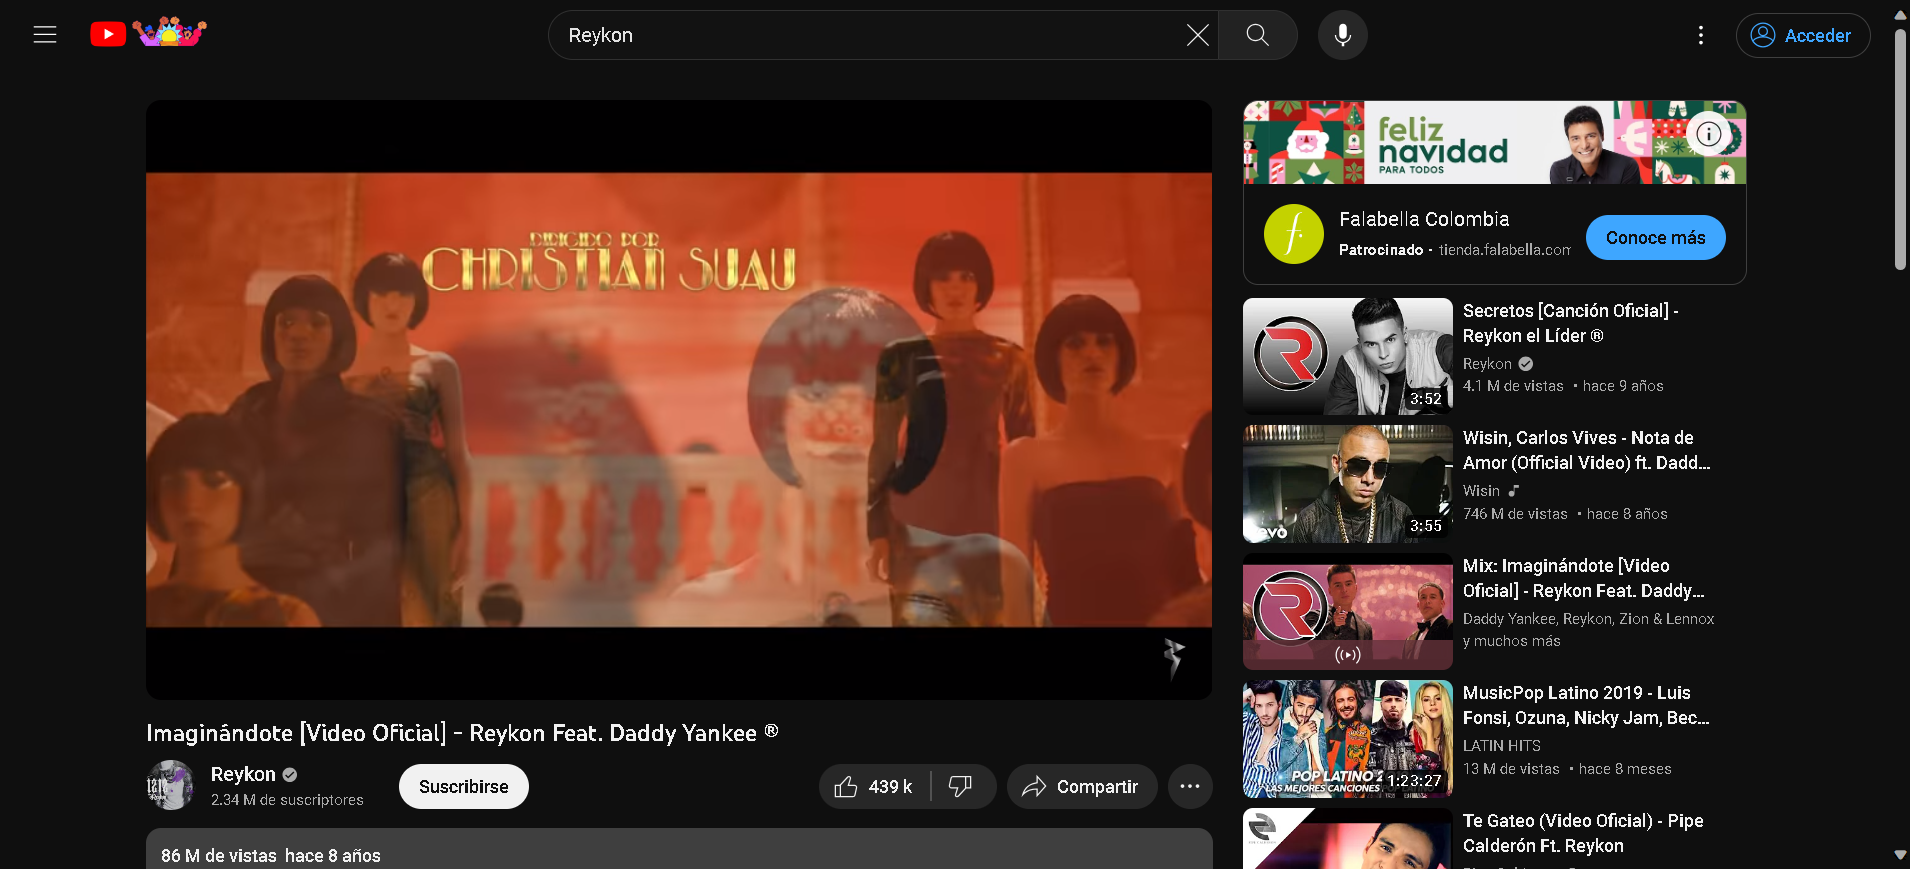 Reykon
Acceder
DIRIGIDO POR
CHRISTIAN SUAU
Imaginándote [Video Oficial] - Reykon Feat. Daddy Yankee ®
Reykon
2.34 M de suscriptores
Suscribirse
439 k
Compartir
86 M de vistas hace 8 años
feliz
navidad
PARA TODOS
Falabella Colombia
Patrocinado · tienda.falabella.com
Conoce más
3:52
Secretos [Canción Oficial] -
Reykon el Líder ®
Reykon
4.1 M de vistas • hace 9 años
3:55
Wisin, Carlos Vives - Nota de
Amor (Official Video) ft. Dadd...
Wisin
746 M de vistas • hace 8 años
Mix: Imaginándote [Video
Oficial] - Reykon Feat. Daddy...
Daddy Yankee, Reykon, Zion & Lennox
y muchos más
POP LATINO 2
LAS MEJORES CANCIONES
1:23:27
MusicPop Latino 2019 - Luis
Fonsi, Ozuna, Nicky Jam, Bec...
LATIN HITS
13 M de vistas • hace 8 meses
Te Gateo (Video Oficial) - Pipe
Calderón Ft. Reykon